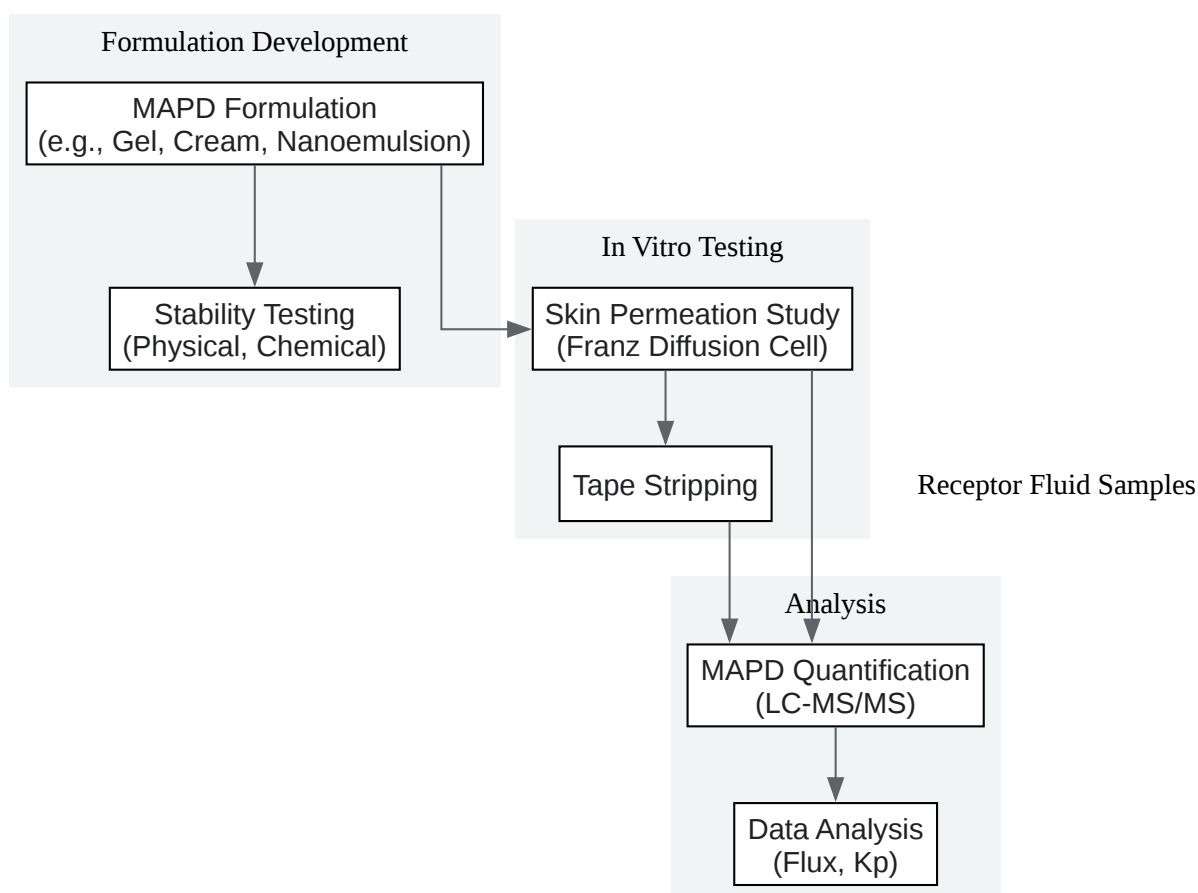 Formulation Development
MAPD Formulation
(e.g., Gel, Cream, Nanoemulsion)
In Vitro Testing
Stability Testing
(Physical, Chemical)
Skin Permeation Study
(Franz Diffusion Cell)
Tape Stripping
Receptor Fluid Samples
Analysis
MAPD Quantification
(LC-MS/MS)
Data Analysis
(Flux, Kp)